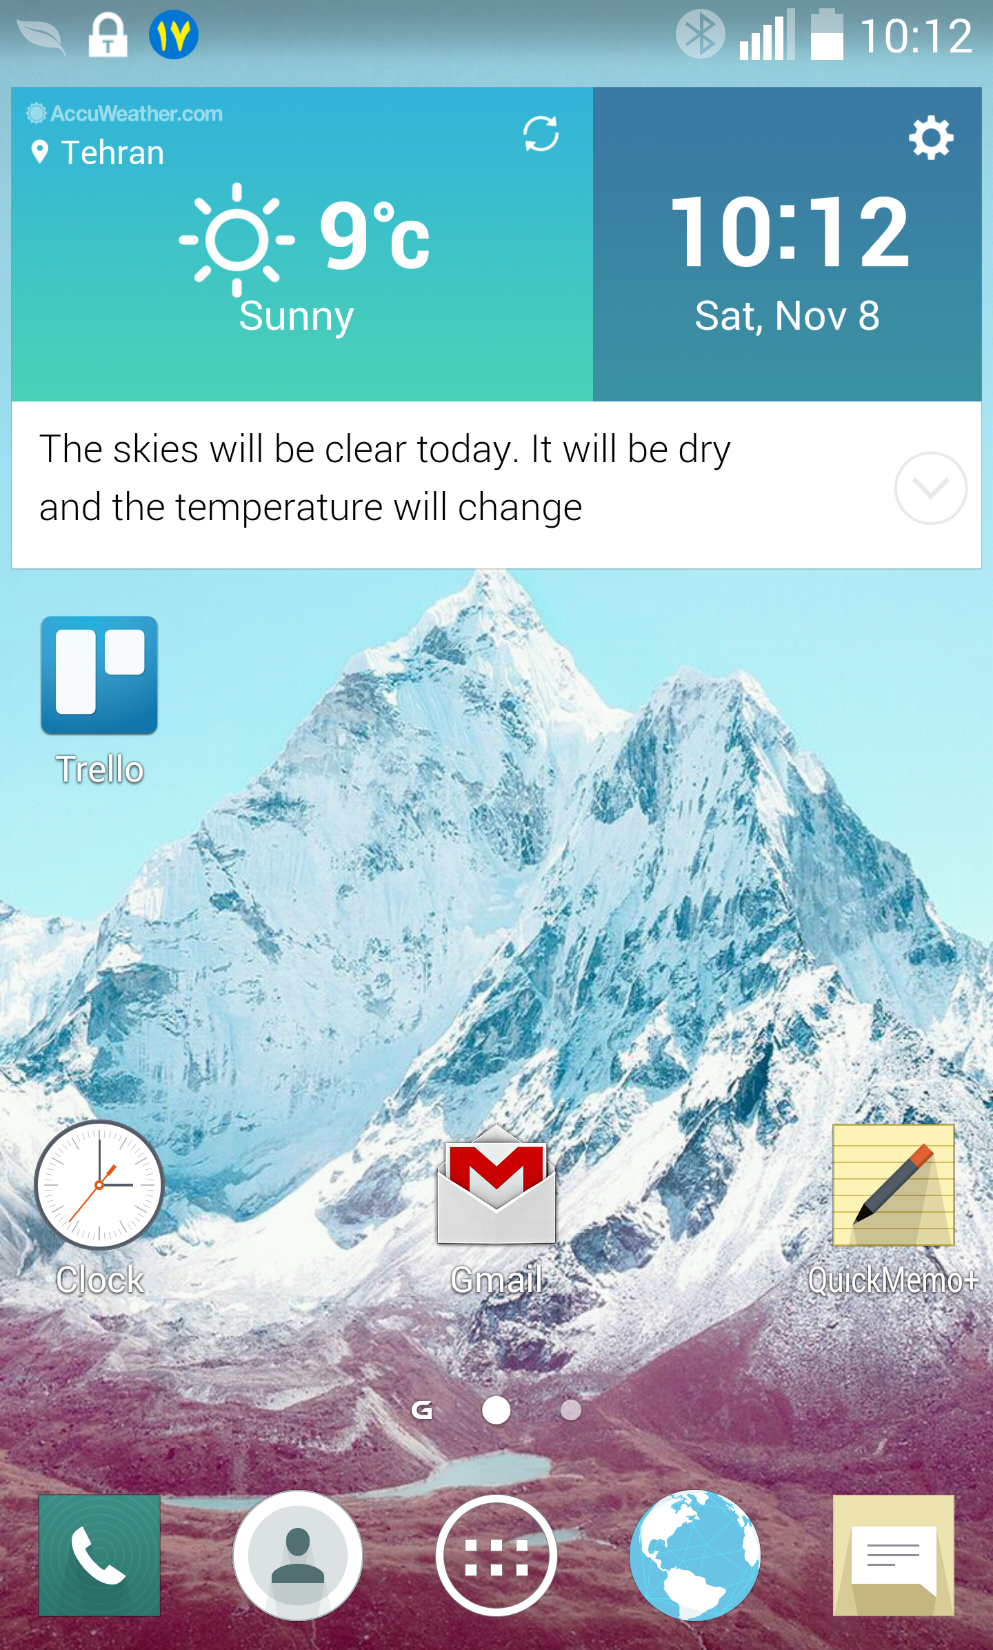 T
۱۷
10:12
AccuWeather.com
Tehran
9°c
Sunny
10:12
Sat, Nov 8
The skies will be clear today. It will be dry
and the temperature will change
Trello
Clock
Gmail
QuickMemo+
G